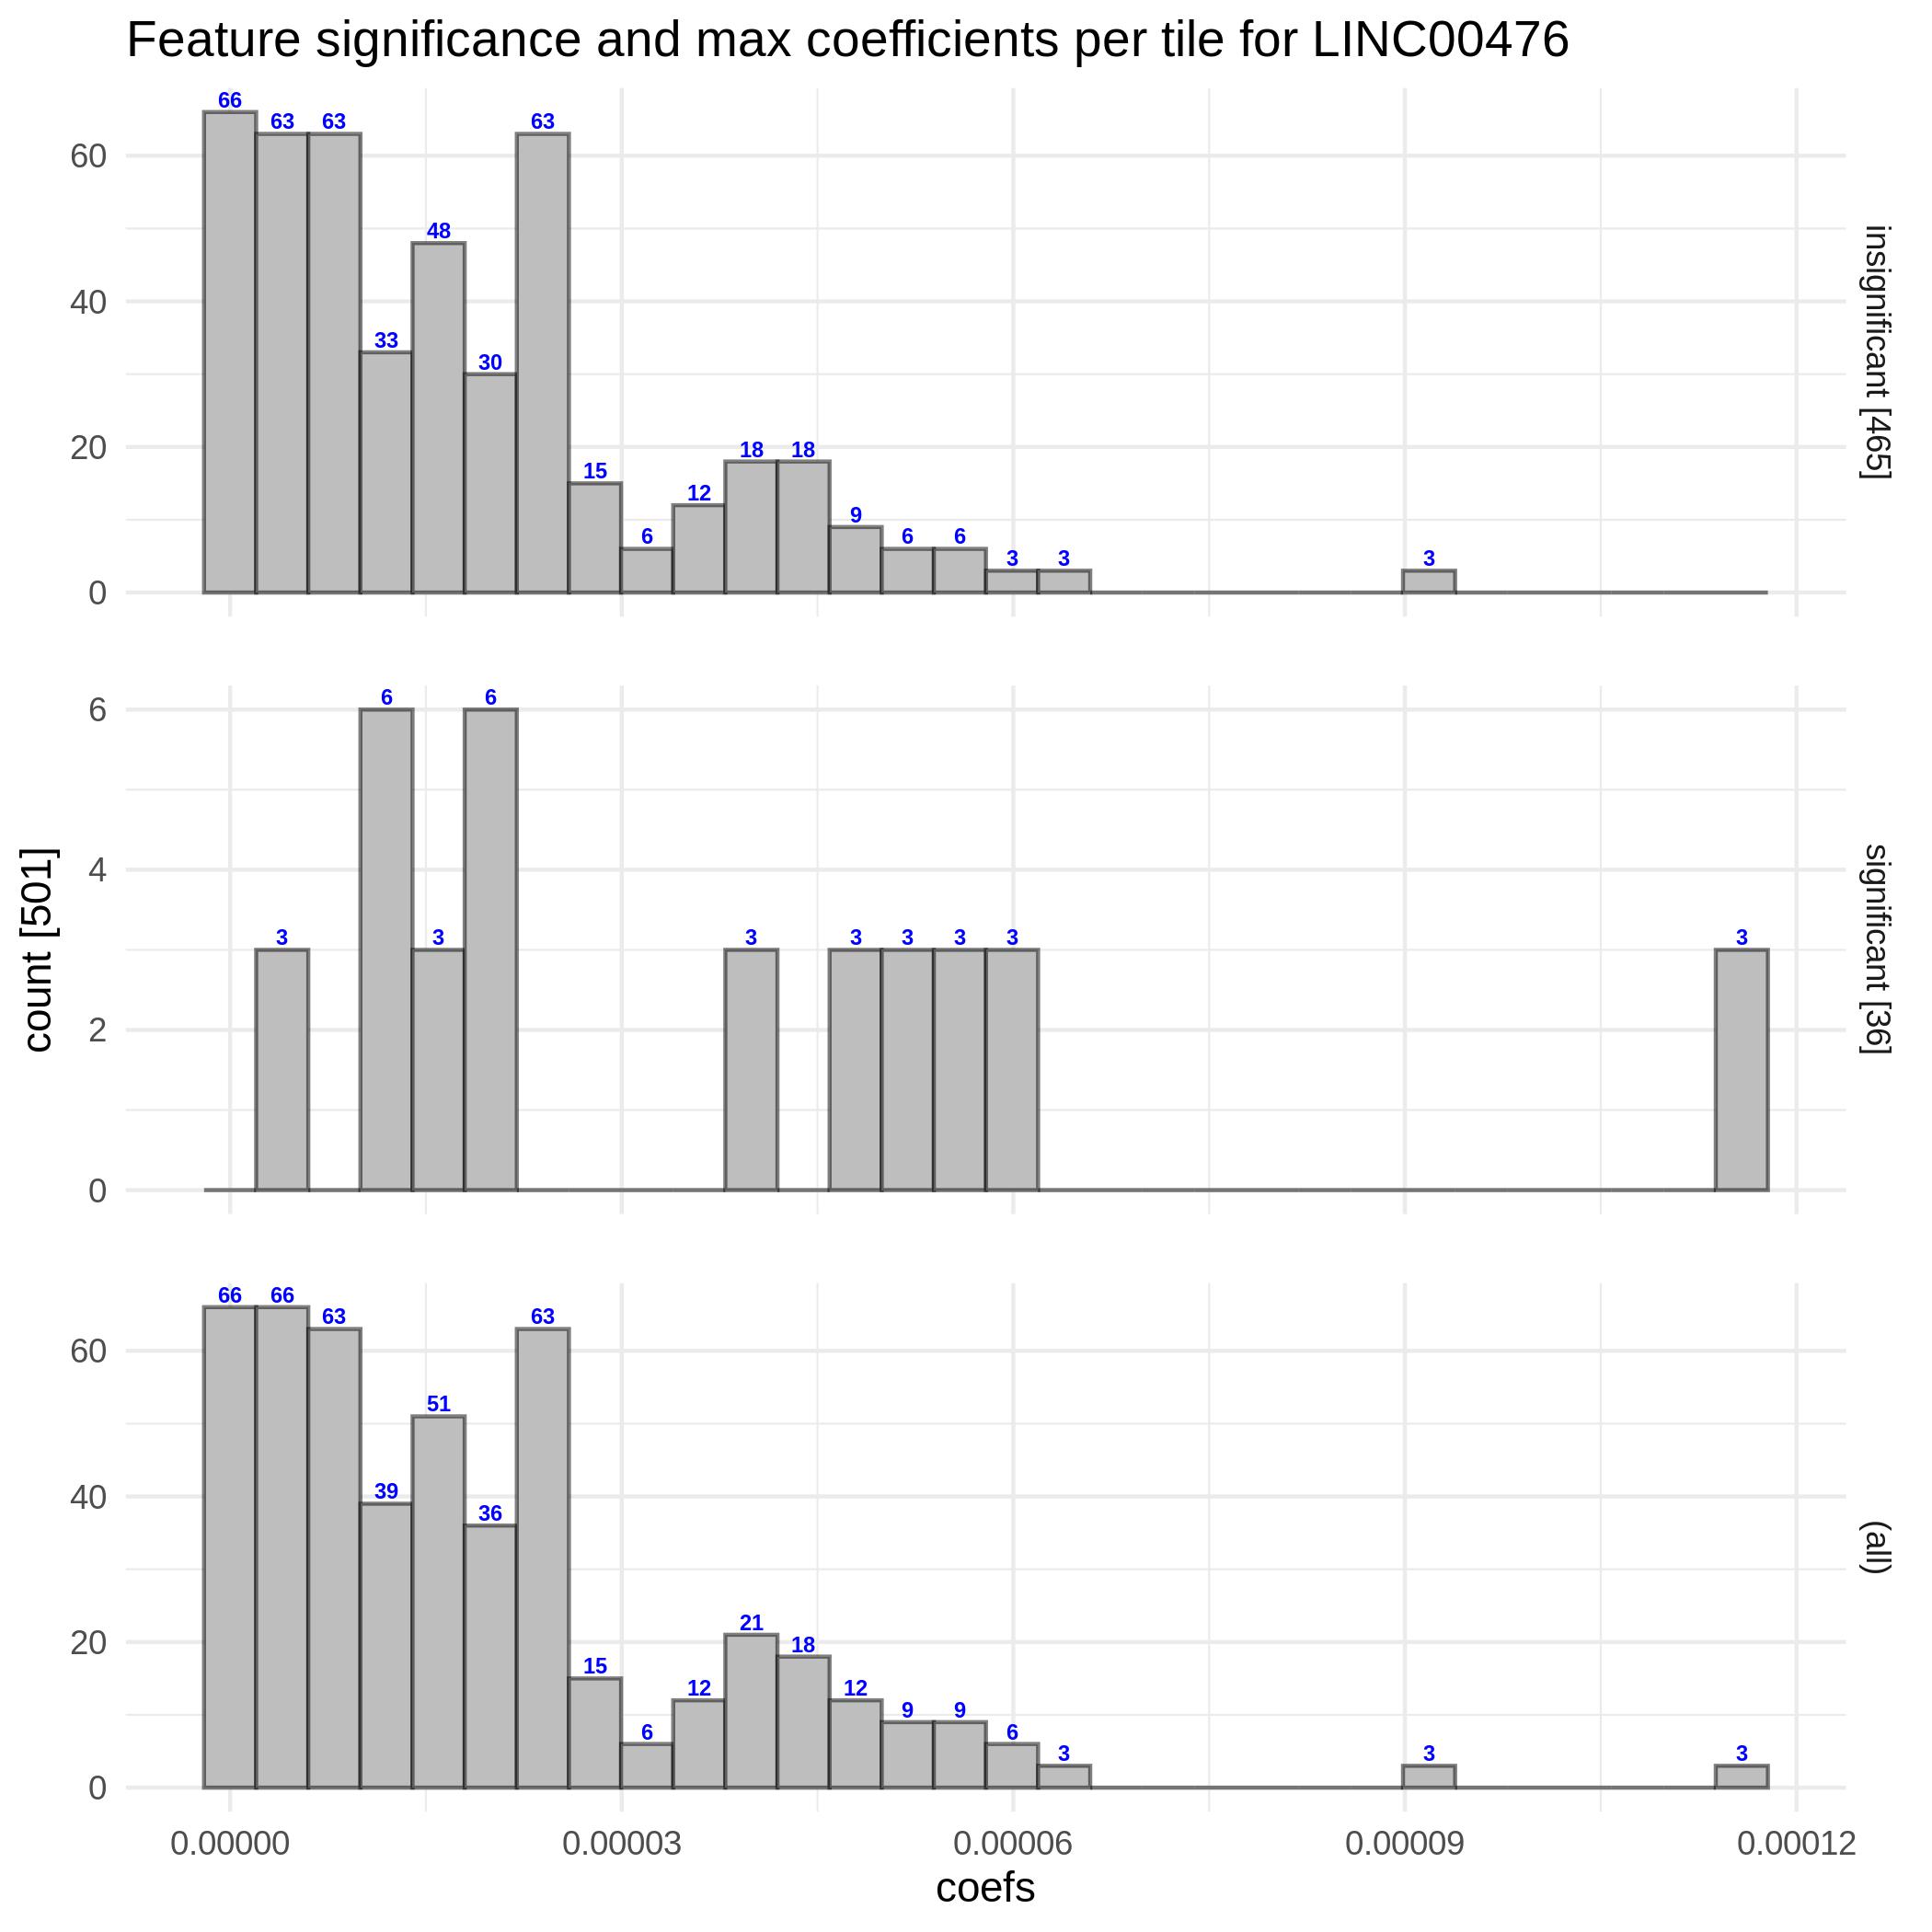 Feature significance and max coefficients per tile for LINC00476
66 63 63 33 48 30 63 15 6 12 18 18 9 6 6 3 3 3
60
40
20
0
insignificant [465]
3 6 3 6 3 3 3 3 3 3
6
4
2
0
significant [36]
count [501]
66 66 63 39 51 36 63 15 6 12 21 18 12 9 9 6 3 3 3
60
40
20
0
(all)
0.00000 0.00003 0.00006 0.00009 0.00012
coefs